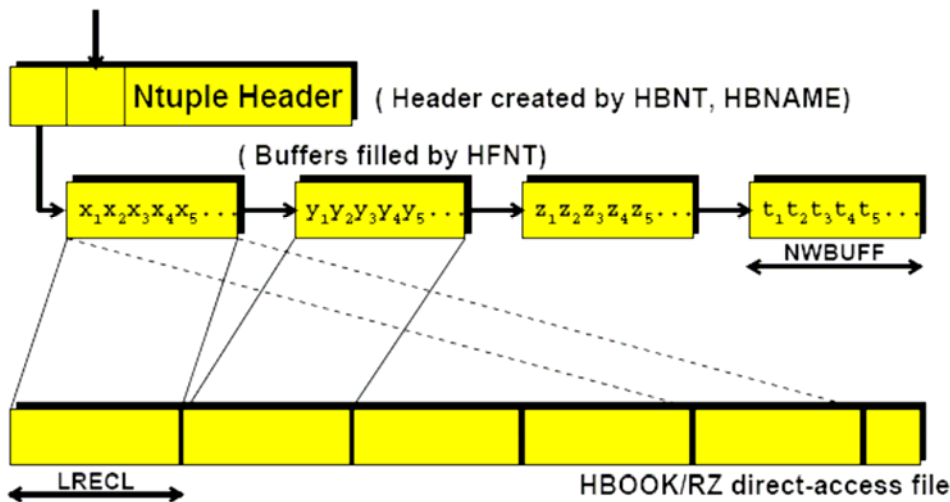 Ntuple Header ( Header created by HBNT, HBNAME)
( Buffers filled by HFNT)
x₁x₂x₃x₄x₅... y₁y₂y₃y₄y₅... z₁z₂z₃z₄z₅... t₁t₂t₃t₄t₅...
NWBUFF
LRECL HBOOK/RZ direct-access file